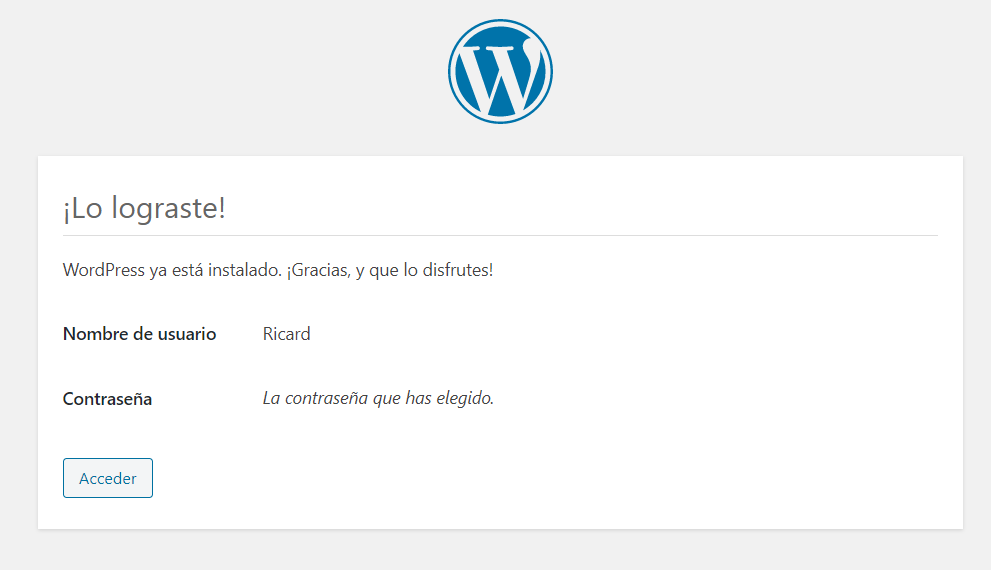 ¡Lo lograste!
WordPress ya está instalado. ¡Gracias, y que lo disfrutes!
Nombre de usuario Ricard
Contraseña La contraseña que has elegido.
Acceder